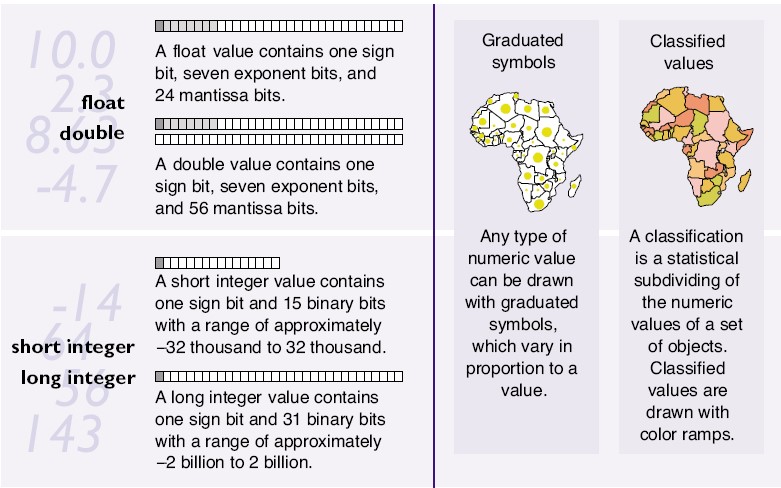 10.0
2.3
8.63
-4.7
float
double
A float value contains one sign
bit, seven exponent bits, and
24 mantissa bits.
A double value contains one
sign bit, seven exponent bits,
and 56 mantissa bits.
-14
64
56
143
short integer
long integer
A short integer value contains
one sign bit and 15 binary bits
with a range of approximately
–32 thousand to 32 thousand.
A long integer value contains
one sign bit and 31 binary bits
with a range of approximately
–2 billion to 2 billion.
Graduated
symbols
Any type of
numeric value
can be drawn
with graduated
symbols,
which vary in
proportion to a
value.
Classified
values
A classification
is a statistical
subdividing of
the numeric
values of a set
of objects.
Classified
values are
drawn with
color ramps.